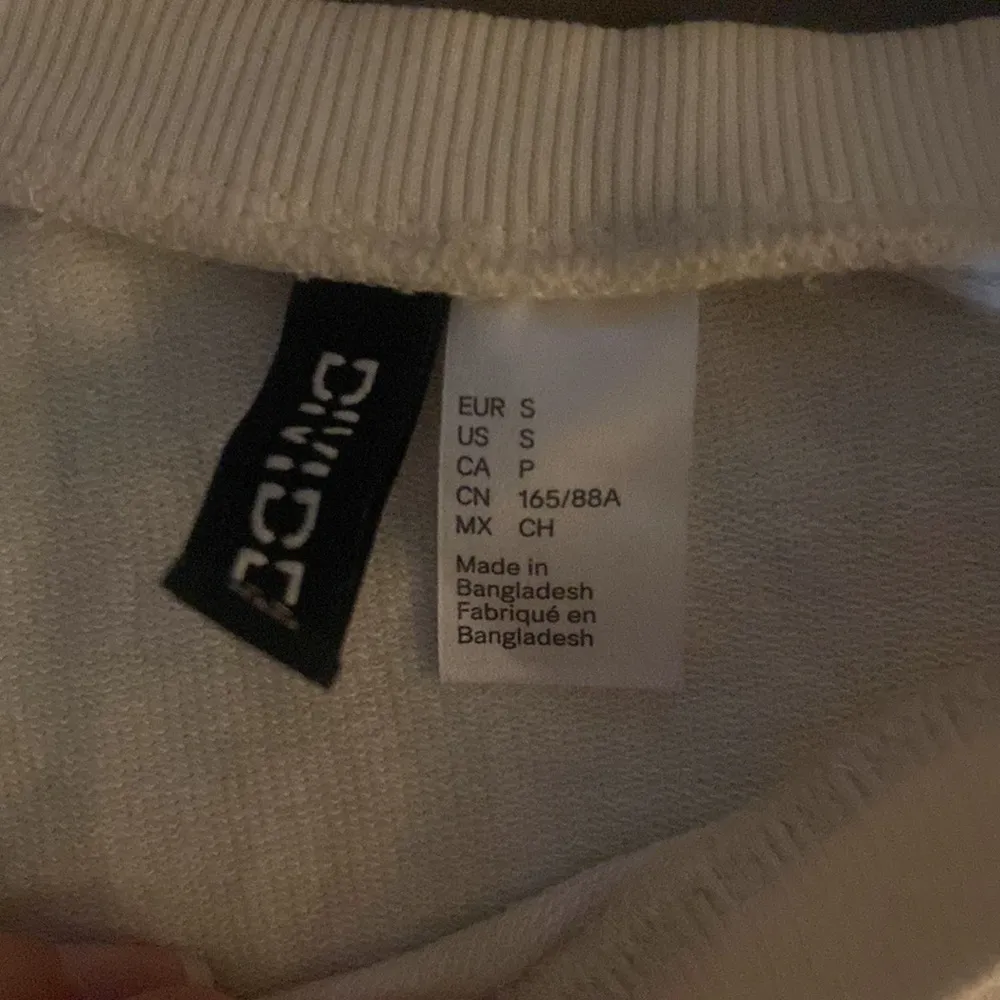 DIVIDED
EUR S
US S
CA P
CN 165/88A
MX CH
Made in
Bangladesh
Fabriqué en
Bangladesh